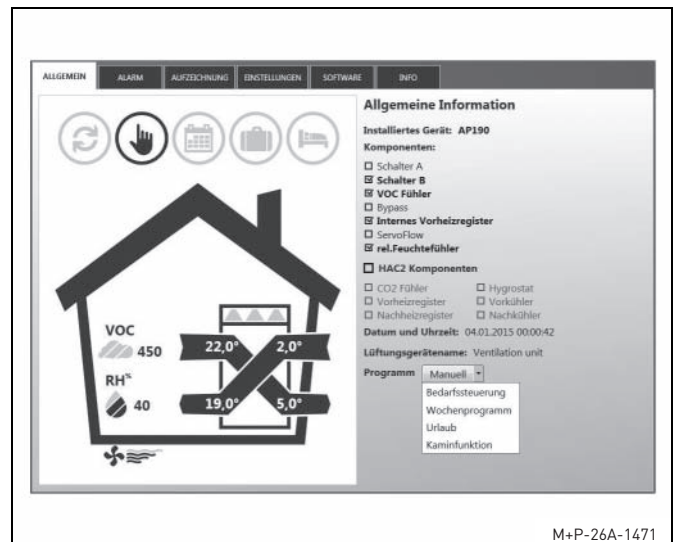 ALLGEMEIN ALARM AUFZEICHNUNG EINSTELLUNGEN SOFTWARE INFO
Allgemeine Information
Installiertes Gerät: AP190
Komponenten:
Schalter A
Schalter B
VOC Fühler
Bypass
Internes Vorheizregister
ServoFlow
rel.Feuchtefühler
HAC2 Komponenten
CO2 Fühler Hygrostat
Vorheizregister Vorkühler
Nachheizregister Nachkühler
Datum und Uhrzeit: 04.01.2015 00:00:42
Lüftungsgerätename: Ventilation unit
Programm Manuell
Bedarfssteuerung
Wochenprogramm
Urlaub
Kaminfunktion
VOC
450
RH%
40
22,0° 2,0°
19,0° 5,0°
M+P-26A-1471